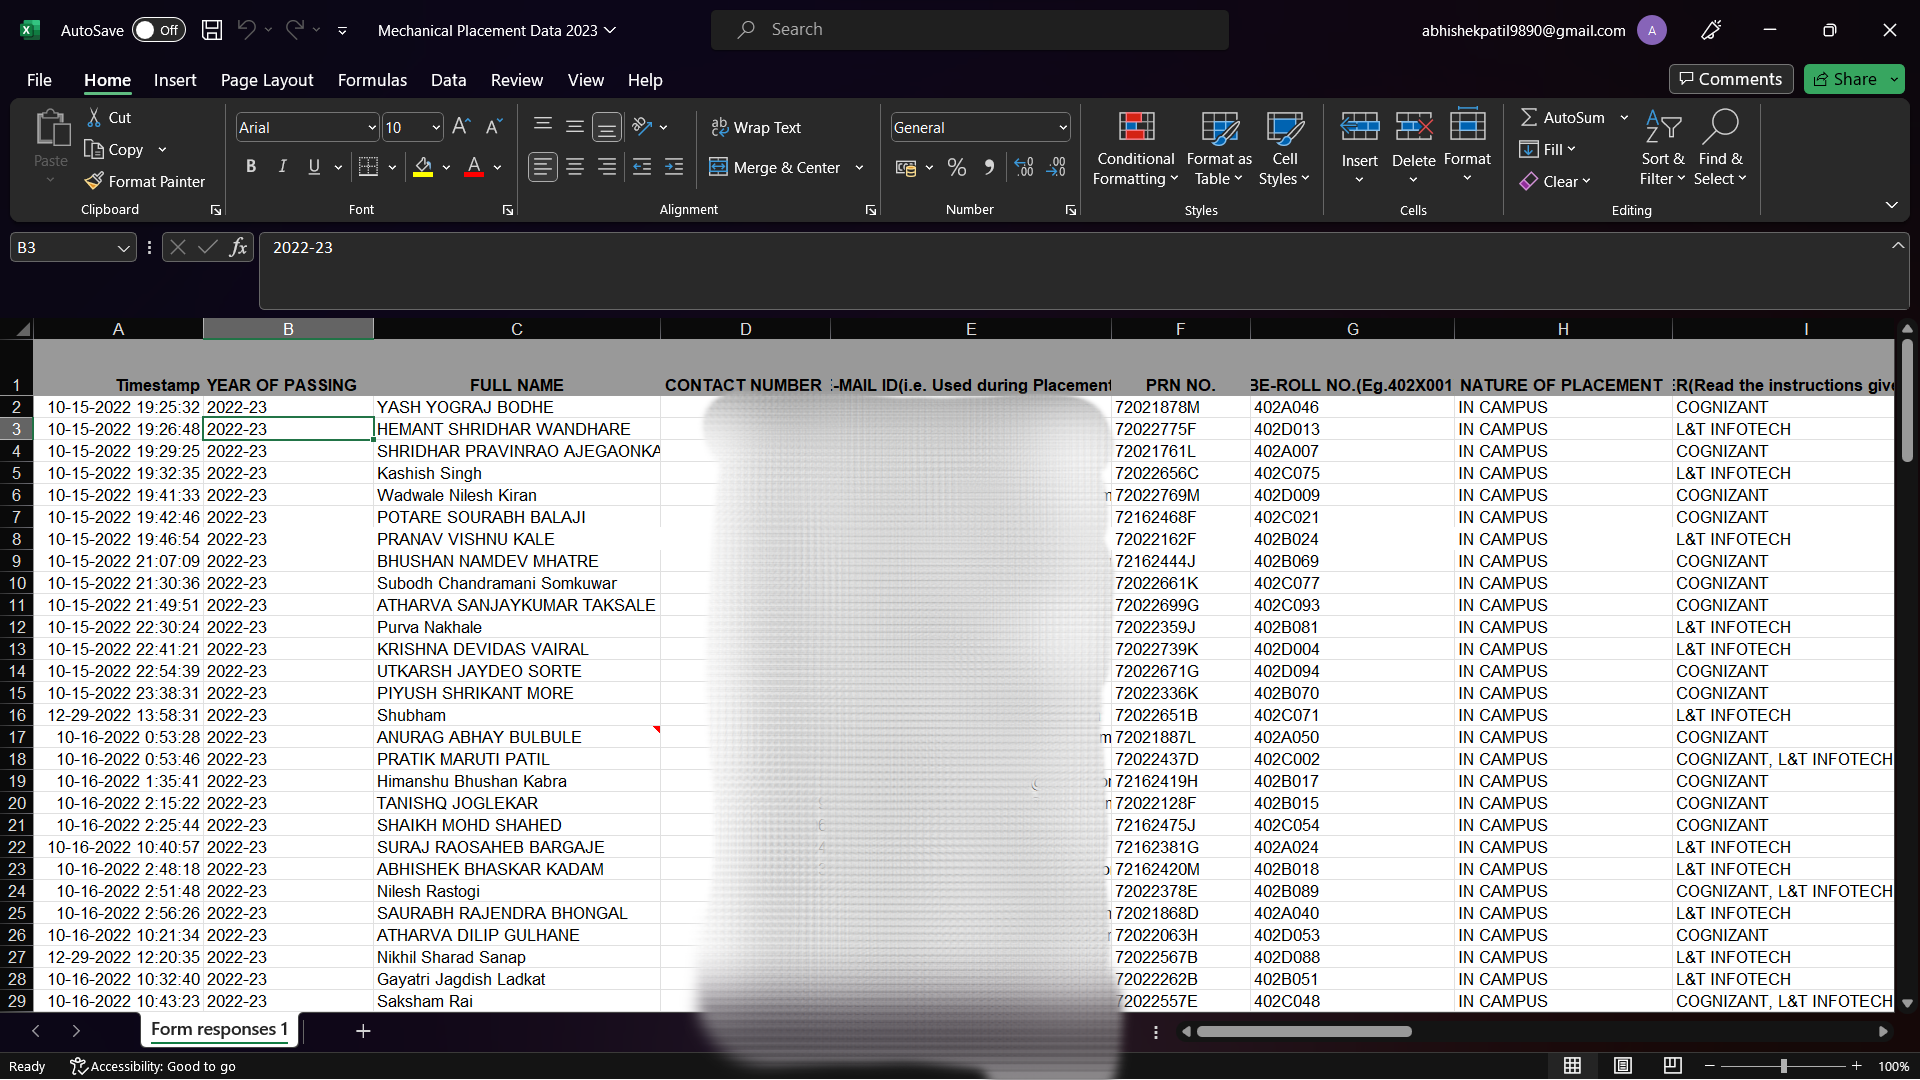 AutoSave Off Mechanical Placement Data 2023 Search abhishekpatil9890@gmail.com A
File Home Insert Page Layout Formulas Data Review View Help Comments Share
Paste Cut Copy Format Painter Clipboard
Arial 10 B I U A Font
Wrap Text Merge & Center Alignment
General % Number
Conditional Formatting Format as Table Cell Styles Styles
Insert Delete Format Cells
AutoSum Fill Clear Sort & Filter Find & Select Editing
B3 fx 2022-23
A B C D E F G H I
1 Timestamp YEAR OF PASSING FULL NAME CONTACT NUMBER E-MAIL ID(i.e. Used during Placement PRN NO. BE-ROLL NO.(Eg.402X001 NATURE OF PLACEMENT ER(Read the instructions give
2 10-15-2022 19:25:32 2022-23 YASH YOGRAJ BODHE 72021878M 402A046 IN CAMPUS COGNIZANT
3 10-15-2022 19:26:48 2022-23 HEMANT SHRIDHAR WANDHARE 72022775F 402D013 IN CAMPUS L&T INFOTECH
4 10-15-2022 19:29:25 2022-23 SHRIDHAR PRAVINRAO AJEGAONKA 72021761L 402A007 IN CAMPUS COGNIZANT
5 10-15-2022 19:32:35 2022-23 Kashish Singh 72022656C 402C075 IN CAMPUS L&T INFOTECH
6 10-15-2022 19:41:33 2022-23 Wadwale Nilesh Kiran 72022769M 402D009 IN CAMPUS COGNIZANT
7 10-15-2022 19:42:46 2022-23 POTARE SOURABH BALAJI 72162468F 402C021 IN CAMPUS COGNIZANT
8 10-15-2022 19:46:54 2022-23 PRANAV VISHNU KALE 72022162F 402B024 IN CAMPUS L&T INFOTECH
9 10-15-2022 21:07:09 2022-23 BHUSHAN NAMDEV MHATRE 72162444J 402B069 IN CAMPUS COGNIZANT
10 10-15-2022 21:30:36 2022-23 Subodh Chandramani Somkuwar 72022661K 402C077 IN CAMPUS COGNIZANT
11 10-15-2022 21:49:51 2022-23 ATHARVA SANJAYKUMAR TAKSALE 72022699G 402C093 IN CAMPUS COGNIZANT
12 10-15-2022 22:30:24 2022-23 Purva Nakhale 72022359J 402B081 IN CAMPUS L&T INFOTECH
13 10-15-2022 22:41:21 2022-23 KRISHNA DEVIDAS VAIRAL 72022739K 402D004 IN CAMPUS L&T INFOTECH
14 10-15-2022 22:54:39 2022-23 UTKARSH JAYDEO SORTE 72022671G 402D094 IN CAMPUS COGNIZANT
15 10-15-2022 23:38:31 2022-23 PIYUSH SHRIKANT MORE 72022336K 402B070 IN CAMPUS COGNIZANT
16 12-29-2022 13:58:31 2022-23 Shubham 72022651B 402C071 IN CAMPUS L&T INFOTECH
17 10-16-2022 0:53:28 2022-23 ANURAG ABHAY BULBULE 72021887L 402A050 IN CAMPUS COGNIZANT
18 10-16-2022 0:53:46 2022-23 PRATIK MARUTI PATIL 72022437D 402C002 IN CAMPUS COGNIZANT, L&T INFOTECH
19 10-16-2022 1:35:41 2022-23 Himanshu Bhushan Kabra 72162419H 402B017 IN CAMPUS COGNIZANT
20 10-16-2022 2:15:22 2022-23 TANISHQ JOGLEKAR 72022128F 402B015 IN CAMPUS COGNIZANT
21 10-16-2022 2:25:44 2022-23 SHAIKH MOHD SHAHED 72162475J 402C054 IN CAMPUS COGNIZANT
22 10-16-2022 10:40:57 2022-23 SURAJ RAOSAHEB BARGAJE 72162381G 402A024 IN CAMPUS L&T INFOTECH
23 10-16-2022 2:48:18 2022-23 ABHISHEK BHASKAR KADAM 72162420M 402B018 IN CAMPUS L&T INFOTECH
24 10-16-2022 2:51:48 2022-23 Nilesh Rastogi 72022378E 402B089 IN CAMPUS COGNIZANT, L&T INFOTECH
25 10-16-2022 2:56:26 2022-23 SAURABH RAJENDRA BHONGAL 72021868D 402A040 IN CAMPUS L&T INFOTECH
26 10-16-2022 10:21:34 2022-23 ATHARVA DILIP GULHANE 72022063H 402D053 IN CAMPUS COGNIZANT
27 12-29-2022 12:20:35 2022-23 Nikhil Sharad Sanap 72022567B 402D088 IN CAMPUS L&T INFOTECH
28 10-16-2022 10:32:40 2022-23 Gayatri Jagdish Ladkat 72022262B 402B051 IN CAMPUS L&T INFOTECH
29 10-16-2022 10:43:23 2022-23 Saksham Rai 72022557E 402C048 IN CAMPUS COGNIZANT, L&T INFOTECH
Form responses 1
Ready Accessibility: Good to go 100%